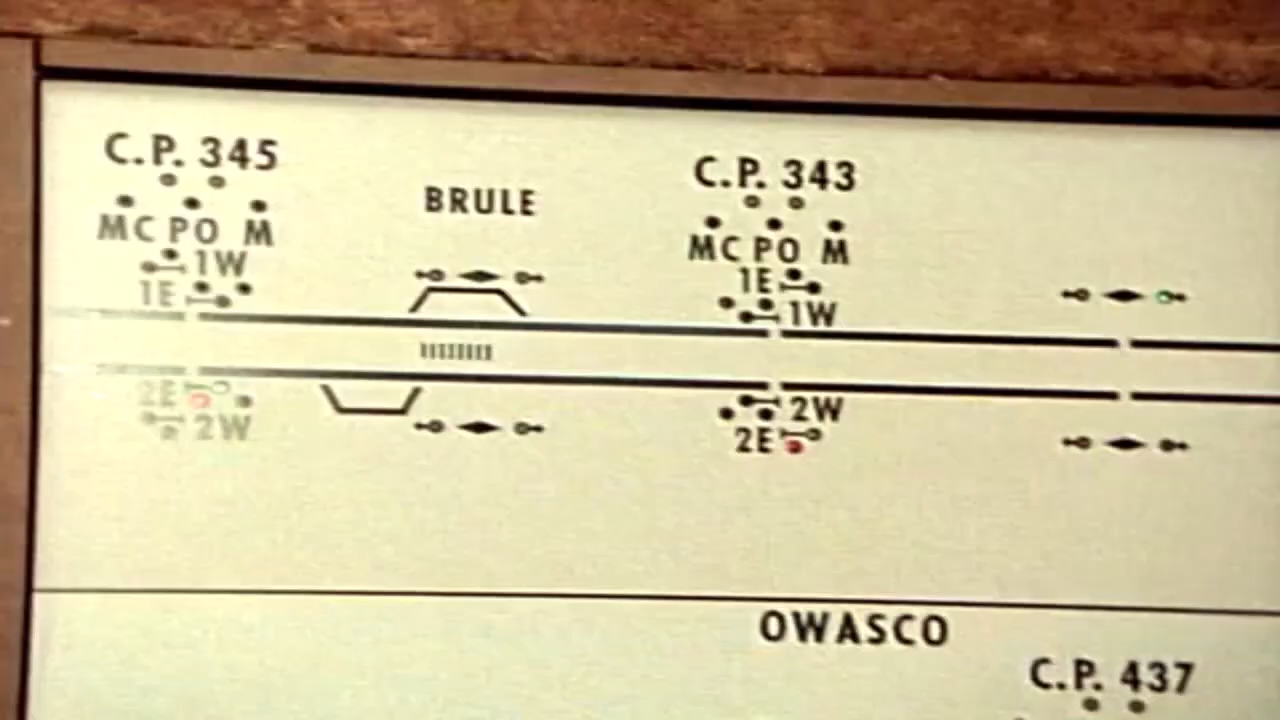 C.P. 345
MC PO M
1W
1E
2E
2W
BRULE
C.P. 343
MC PO M
1E
1W
2W
2E
OWASCO
C.P. 437